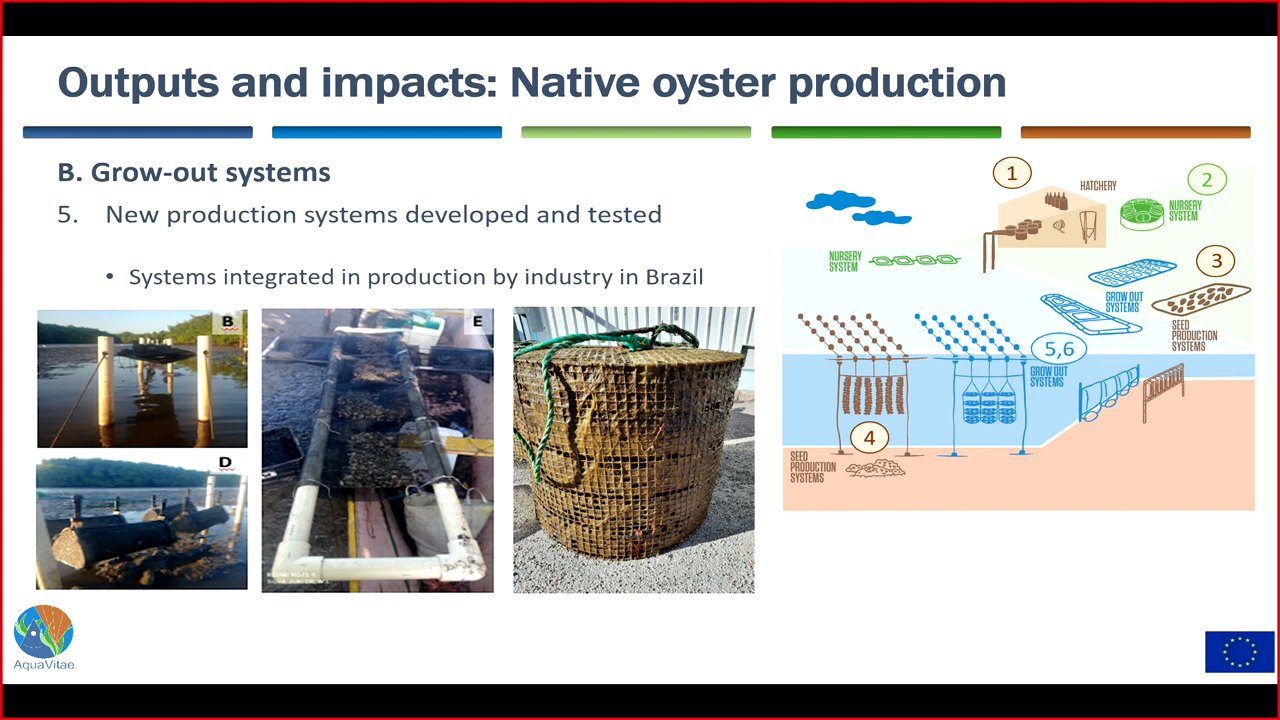 Outputs and impacts: Native oyster production
B. Grow-out systems
5. New production systems developed and tested
• Systems integrated in production by industry in Brazil
B
D
E
1
HATCHERY
2
NURSERY
SYSTEM
NURSERY
SYSTEM
3
GROW OUT
SYSTEMS
SEED
PRODUCTION
SYSTEMS
5,6
GROW OUT
SYSTEMS
4
SEED
PRODUCTION
SYSTEMS
AquaVitae